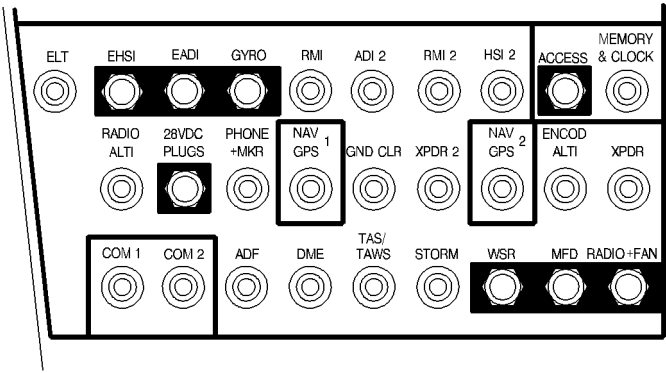 ELT EHSI EADI GYRO RMI ADI 2 RMI 2 HSI 2 ACCESS MEMORY
& CLOCK
RADIO
ALTI
28VDC
PLUGS
PHONE
+MKR
NAV 1
GPS
GND CLR
XPDR 2
NAV 2
GPS
ENCOD
ALTI
XPDR
COM 1
COM 2
ADF
DME
TAS/
TAWS
STORM
WSR
MFD
RADIO+FAN